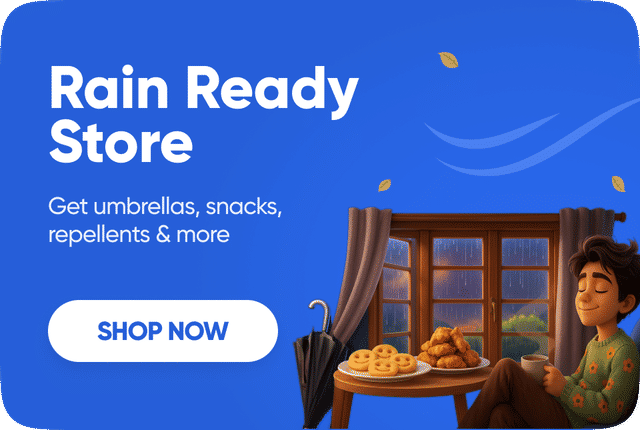 Rain Ready
Store
Get umbrellas, snacks,
repellents & more
SHOP NOW